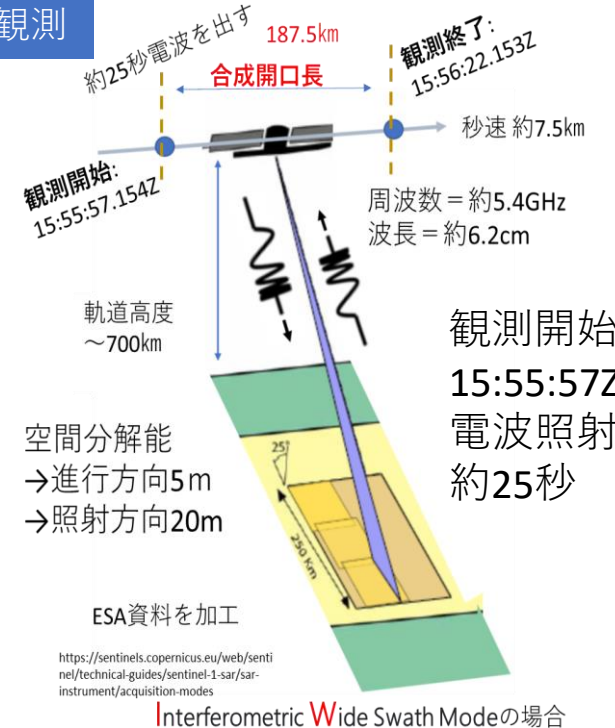 観測
約25秒電波を出す
187.5km
合成開口長
観測終了:
15:56:22.153Z
秒速 約7.5km
観測開始:
15:55:57.154Z
周波数＝約5.4GHz
波長＝約6.2cm
軌道高度
～700km
観測開始
15:55:57Z
電波照射
約25秒
空間分解能
→進行方向5m
→照射方向20m
25°
250 Km
ESA資料を加工
https://sentinels.copernicus.eu/web/senti
nel/technical-guides/sentinel-1-sar/sar-
instrument/acquisition-modes
Interferometric Wide Swath Modeの場合